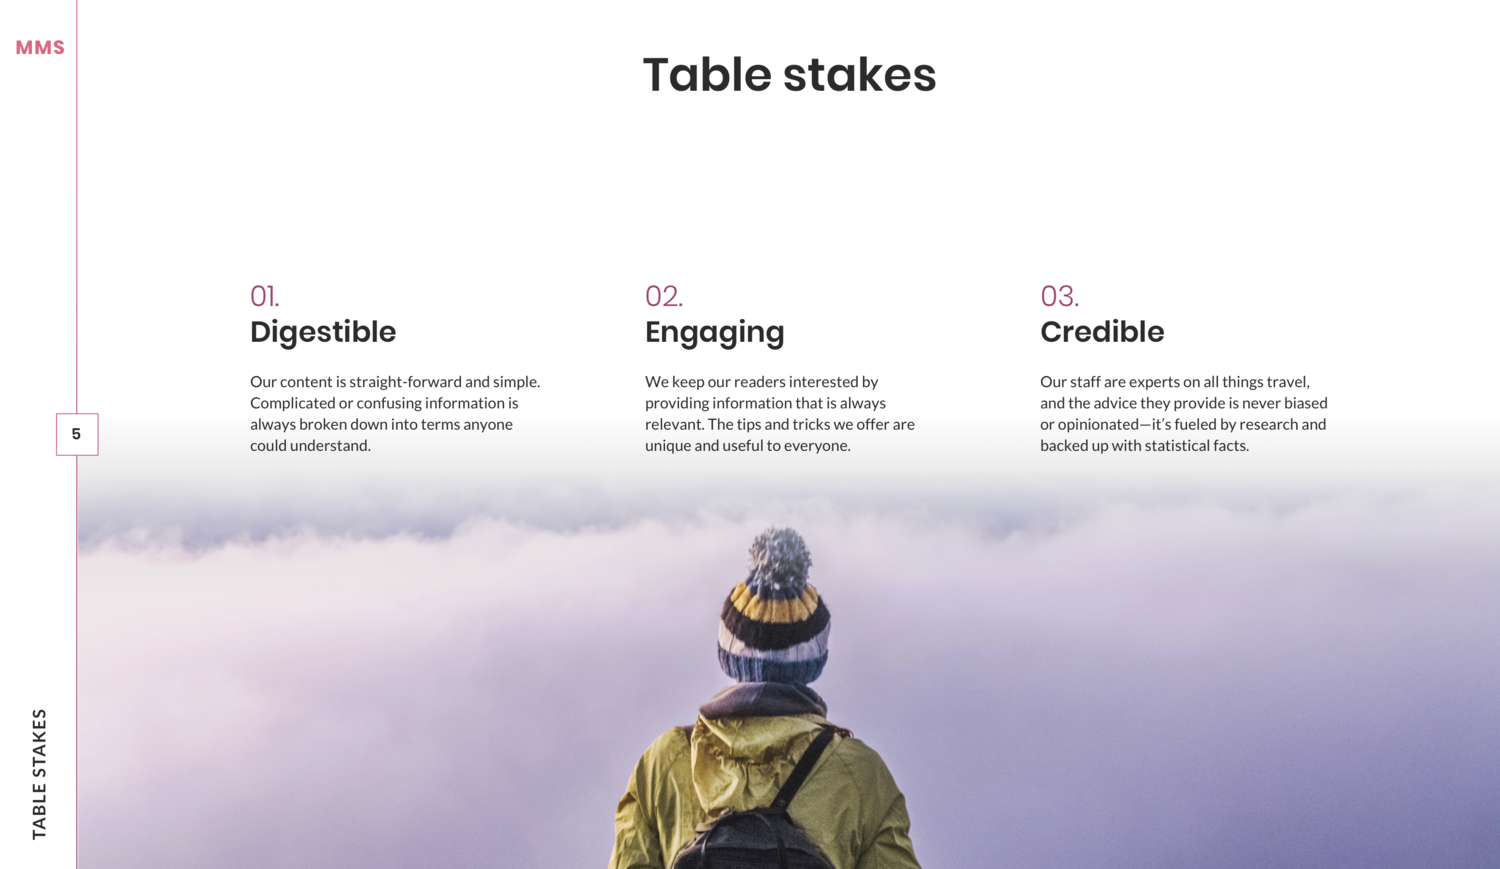 MMS
Table stakes
01.
Digestible
Our content is straight-forward and simple.
Complicated or confusing information is
always broken down into terms anyone
could understand.
02.
Engaging
We keep our readers interested by
providing information that is always
relevant. The tips and tricks we offer are
unique and useful to everyone.
03.
Credible
Our staff are experts on all things travel,
and the advice they provide is never biased
or opinionated—it’s fueled by research and
backed up with statistical facts.
5
TABLE STAKES